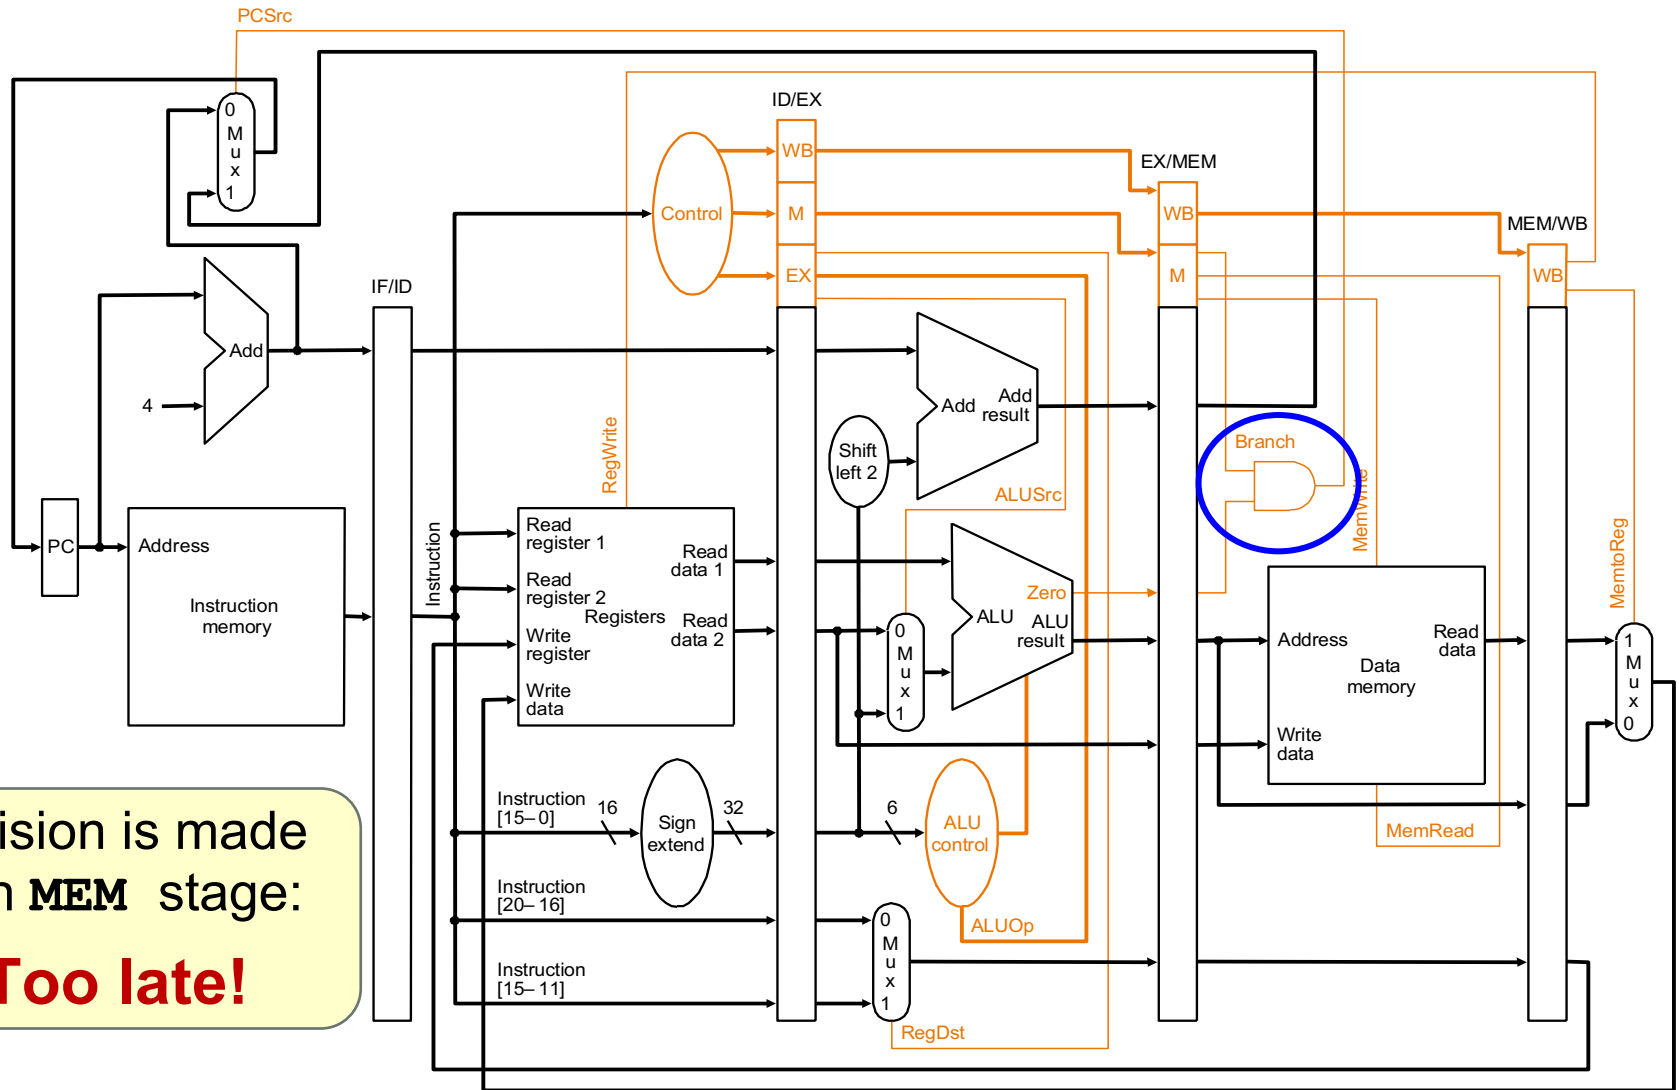 PCSrc
ID/EX
0
M
u
x
1
WB
EX/MEM
Control
M
WB
MEM/WB
EX
M
WB
IF/ID
Add
4
Add
Add
result
Shift
left 2
Branch
RegWrite
ALUSrc
MemWrite
MemtoReg
PC
Address
Instruction
memory
Instruction
Read
register 1
Read
register 2
Write
register
Write
data
Registers
Read
data 1
Read
data 2
0
M
u
x
1
Zero
ALU
ALU
result
Address
Data
memory
Read
data
Write
data
1
M
u
x
0
MemRead
Instruction
[15–0]
16
Sign
extend
32
6
ALU
control
Instruction
[20–16]
ALUOp
0
M
u
x
1
Instruction
[15–11]
RegDst
is made
MEM stage:
Too late!